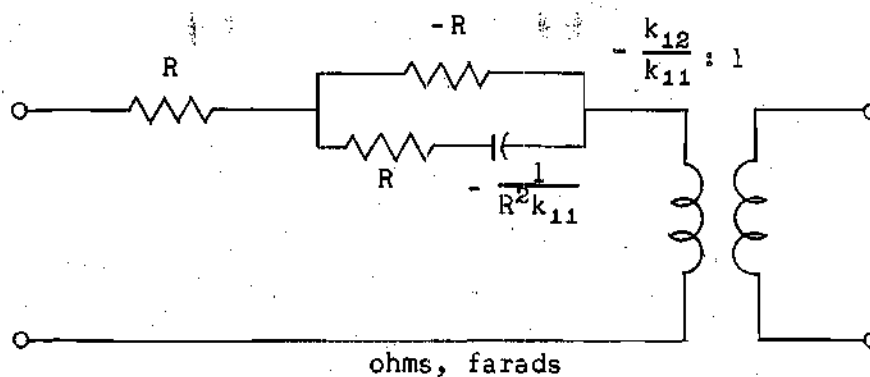 -R
R
- k₁₂/k₁₁ : 1
R
- 1/R²k₁₁
ohms, farads